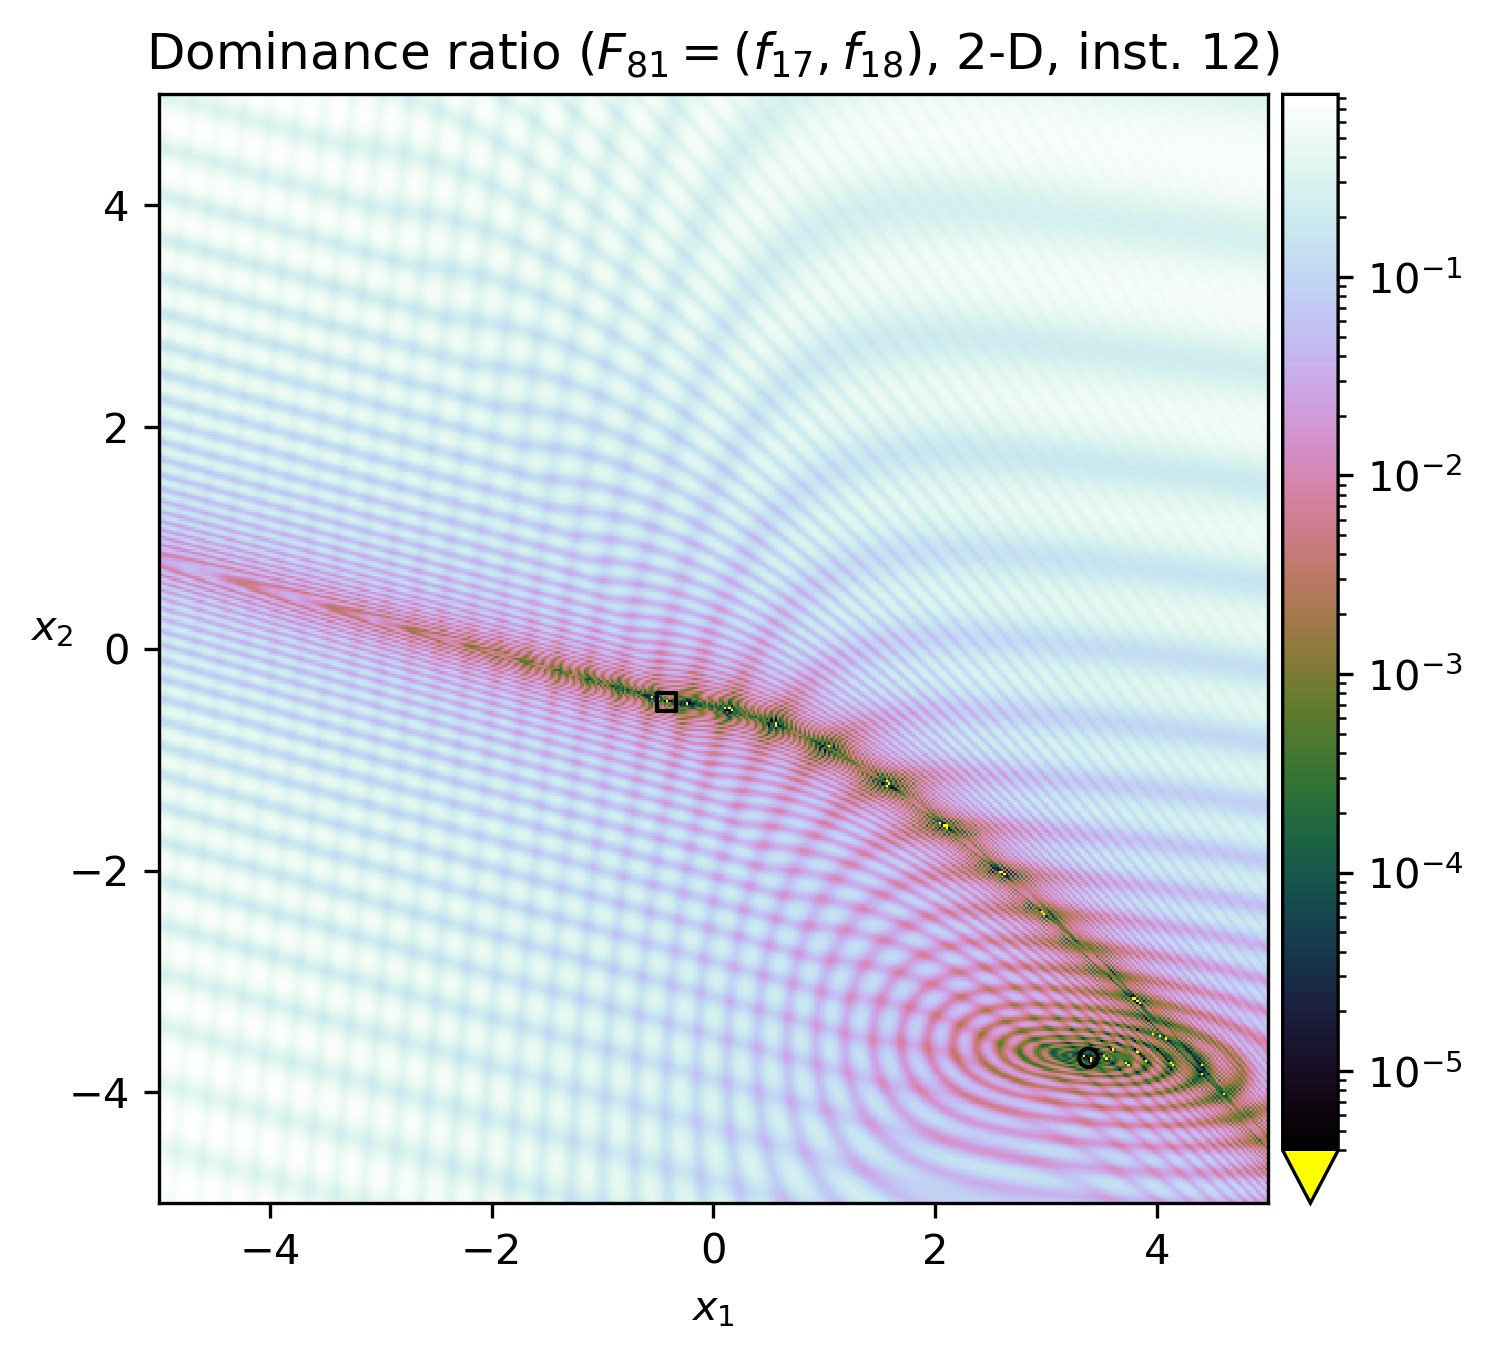 Dominance ratio (F₈₁ = (f₁₇, f₁₈), 2-D, inst. 12)
4
2
0
−2
−4
x₂
−4 −2 0 2 4
x₁
10⁻¹
10⁻²
10⁻³
10⁻⁴
10⁻⁵